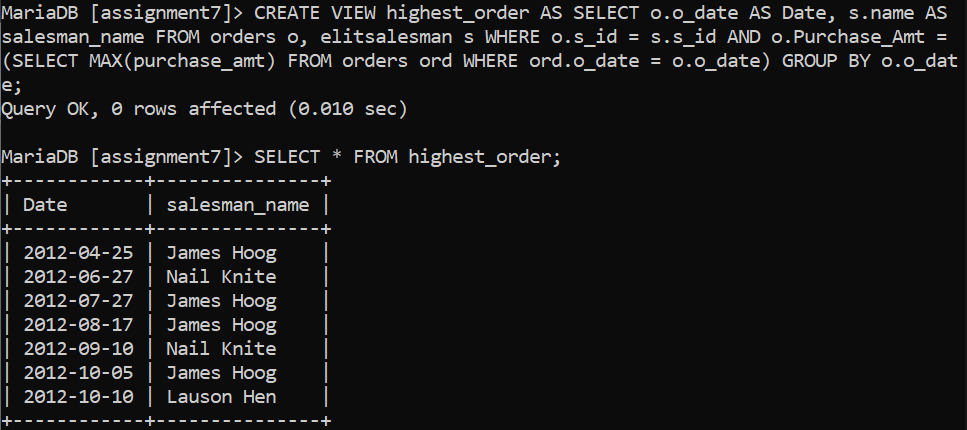 MariaDB [assignment7]> CREATE VIEW highest_order AS SELECT o.o_date AS Date, s.name AS
salesman_name FROM orders o, elitsalesman s WHERE o.s_id = s.s_id AND o.Purchase_Amt =
(SELECT MAX(purchase_amt) FROM orders ord WHERE ord.o_date = o.o_date) GROUP BY o.o_dat
e;
Query OK, 0 rows affected (0.010 sec)

MariaDB [assignment7]> SELECT * FROM highest_order;
+------------+---------------+
| Date       | salesman_name |
+------------+---------------+
| 2012-04-25 | James Hoog    |
| 2012-06-27 | Nail Knite    |
| 2012-07-27 | James Hoog    |
| 2012-08-17 | James Hoog    |
| 2012-09-10 | Nail Knite    |
| 2012-10-05 | James Hoog    |
| 2012-10-10 | Lauson Hen    |
+------------+---------------+